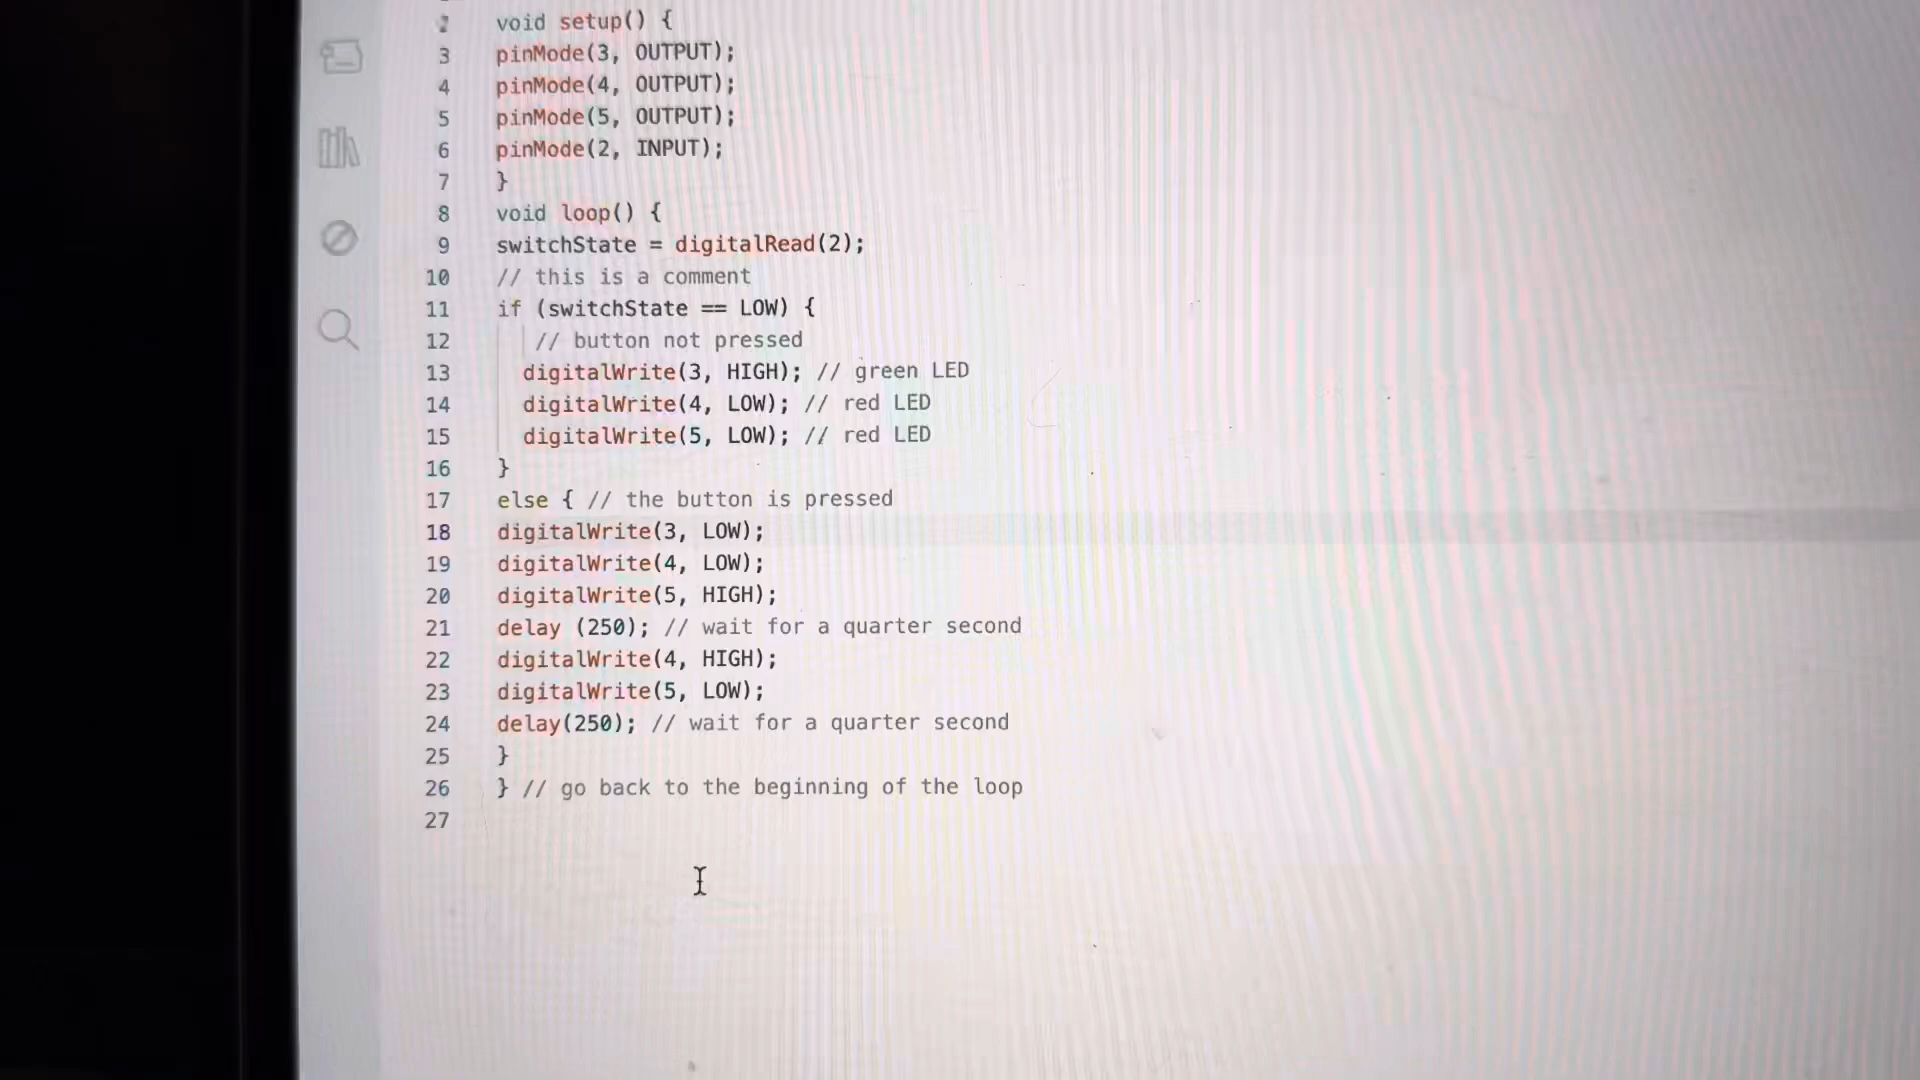 2 void setup() {
3 pinMode(3, OUTPUT);
4 pinMode(4, OUTPUT);
5 pinMode(5, OUTPUT);
6 pinMode(2, INPUT);
7 }
8 void loop() {
9 switchState = digitalRead(2);
10 // this is a comment
11 if (switchState == LOW) {
12 // button not pressed
13 digitalWrite(3, HIGH); // green LED
14 digitalWrite(4, LOW); // red LED
15 digitalWrite(5, LOW); // red LED
16 }
17 else { // the button is pressed
18 digitalWrite(3, LOW);
19 digitalWrite(4, LOW);
20 digitalWrite(5, HIGH);
21 delay (250); // wait for a quarter second
22 digitalWrite(4, HIGH);
23 digitalWrite(5, LOW);
24 delay(250); // wait for a quarter second
25 }
26 } // go back to the beginning of the loop
27